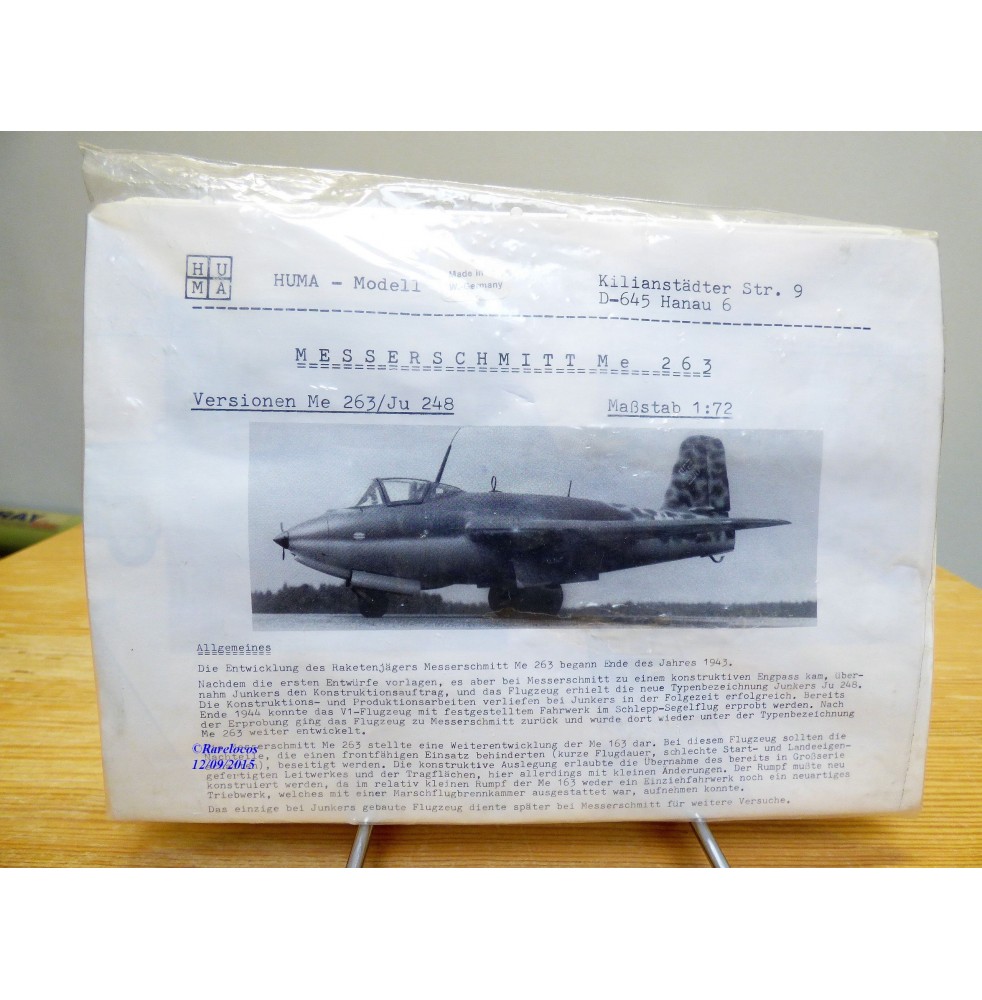 HU
MA
HUMA - Modell
Made in
W.-Germany
Kilianstädter Str. 9
D-645 Hanau 6
MESSERSCHMITT Me 263
Versionen Me 263/Ju 248
Maßstab 1:72
Allgemeines
Die Entwicklung des Raketenjägers Messerschmitt Me 263 begann Ende des Jahres 1943.
Nachdem die ersten Entwürfe vorlagen, es aber bei Messerschmitt zu einem konstruktiven Engpass kam, über-
nahm Junkers den Konstruktionsauftrag, und das Flugzeug erhielt die neue Typenbezeichnung Junkers Ju 248.
Die Konstruktions- und Produktionsarbeiten verliefen bei Junkers in der Folgezeit erfolgreich. Bereits
Ende 1944 konnte das V1-Flugzeug mit festgestelltem Fahrwerk im Schlepp-Segelflug erprobt werden. Nach
der Erprobung ging das Flugzeug zu Messerschmitt zurück und wurde dort wieder unter der Typenbezeichnung
Me 263 weiter entwickelt.
©Rarelocos
12/09/2015
Messerschmitt Me 263 stellte eine Weiterentwicklung der Me 163 dar. Bei diesem Flugzeug sollten die
Nachteile, die einen frontfähigen Einsatz behinderten (kurze Flugdauer, schlechte Start- und Landeeigen-
beseitigt werden. Die konstruktive Auslegung erlaubte die Übernahme des bereits in Großserie
gefertigten Leitwerkes und der Tragflächen, hier allerdings mit kleinen Änderungen. Der Rumpf mußte neu
konstruiert werden, da im relativ kleinen Rumpf der Me 163 weder ein Einziehfahrwerk noch ein neuartiges
Triebwerk, welches mit einer Marschflugbrennkammer ausgestattet war, aufnehmen konnte.
Das einzige bei Junkers gebaute Flugzeug diente später bei Messerschmitt für weitere Versuche.